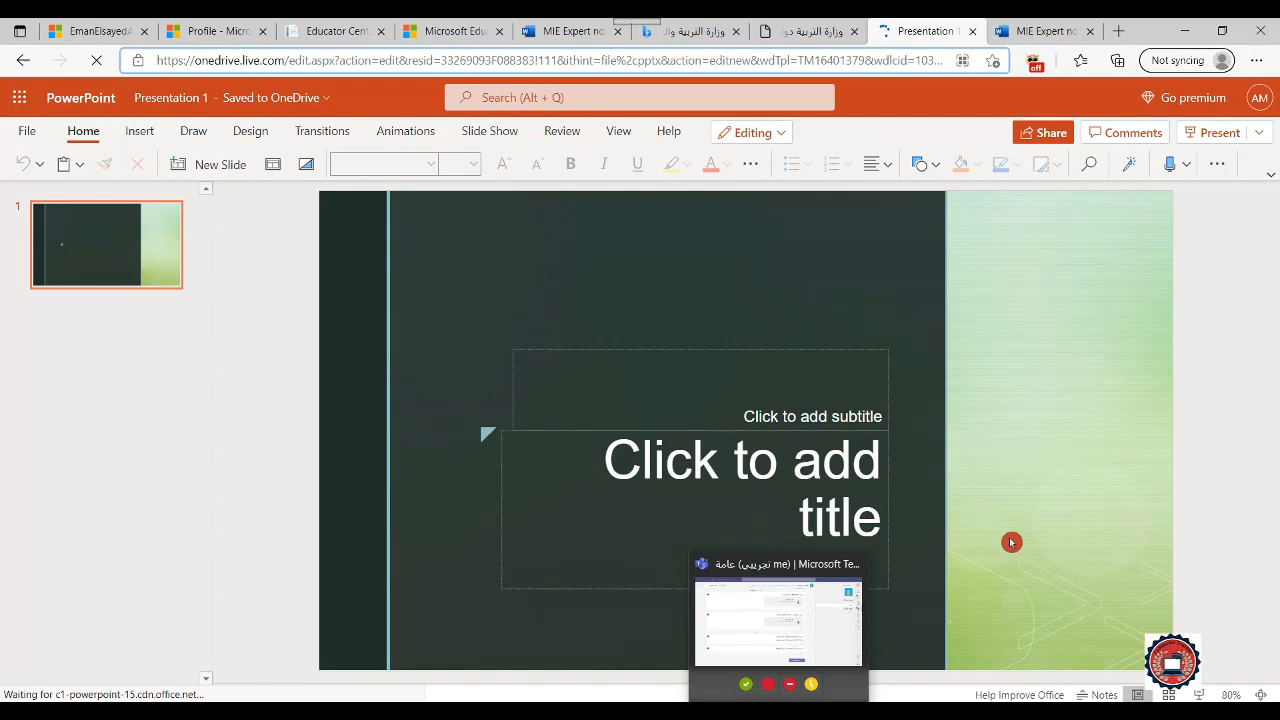 EmanElsayedA
Profile - Micro
Educator Cent
Microsoft Edu
MIE Expert no
وزارة التربية وال
وزارة التربية دو
Presentation 1
MIE Expert no
https://onedrive.live.com/edit.aspx?action=edit&resid=33269093F088383!111&ithint=file%2cpptx&action=editnew&wdTpl=TM16401379&wdlcid=103...
off
Not syncing
PowerPoint
Presentation 1 - Saved to OneDrive
Search (Alt + Q)
Go premium
AM
File Home Insert Draw Design Transitions Animations Slide Show Review View Help
Editing
Share
Comments
Present
New Slide
B I U
1
Click to add subtitle
Click to add
title
عامة (تجريبي me) | Microsoft Te...
Waiting for c1-powerpoint-15.cdn.office.net...
Help Improve Office
Notes
80%